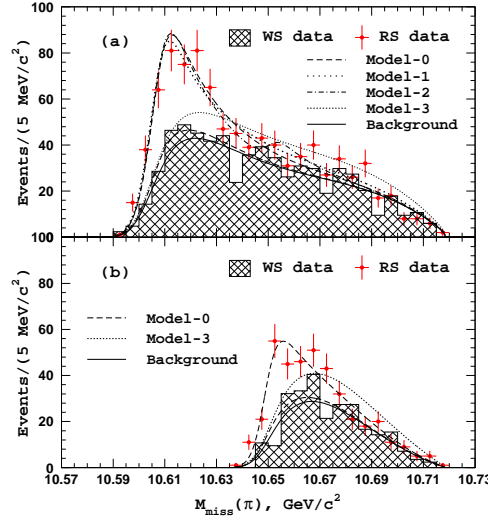 (a) WS data RS data
Model-0
Model-1
Model-2
Model-3
Background
Events/(5 MeV/c²)
100
80
60
40
20
0
(b) WS data RS data
Model-0
Model-3
Background
Events/(5 MeV/c²)
100
80
60
40
20
0
10.57 10.59 10.61 10.63 10.65 10.67 10.69 10.71 10.73
M_miss(π), GeV/c²